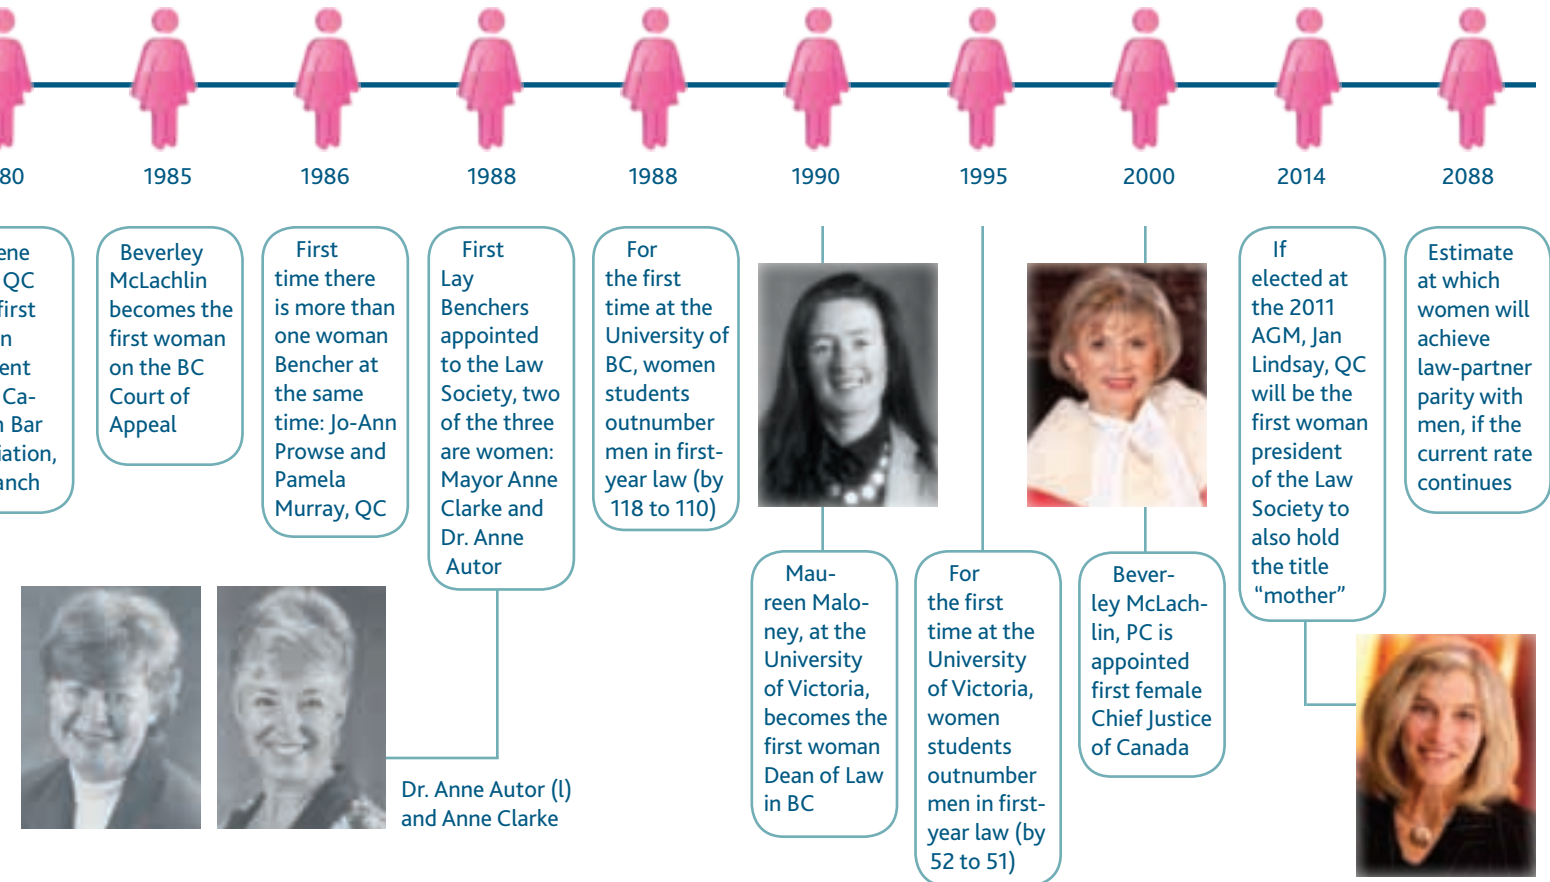 80
1985
1986
1988
1988
1990
1995
2000
2014
2088
QC
first
Ca-
Bar
Beverley
McLachlin
becomes the
first woman
on the BC
Court of
Appeal
First
time there
is more than
one woman
Bencher at
the same
time: Jo-Ann
Prowse and
Pamela
Murray, QC
First
Lay
Benchers
appointed
to the Law
Society, two
of the three
are women:
Mayor Anne
Clarke and
Dr. Anne
Autor
For
the first
time at the
University of
BC, women
students
outnumber
men in first-
year law (by
118 to 110)
Mau-
reen Malo-
ney, at the
University
of Victoria,
becomes the
first woman
Dean of Law
in BC
For
the first
time at the
University
of Victoria,
women
students
outnumber
men in first-
year law (by
52 to 51)
Bever-
ley McLach-
lin, PC is
appointed
first female
Chief Justice
of Canada
If
elected at
the 2011
AGM, Jan
Lindsay, QC
will be the
first woman
president
of the Law
Society to
also hold
the title
“mother”
Estimate
at which
women will
achieve
law-partner
parity with
men, if the
current rate
continues
Dr. Anne Autor (l)
and Anne Clarke